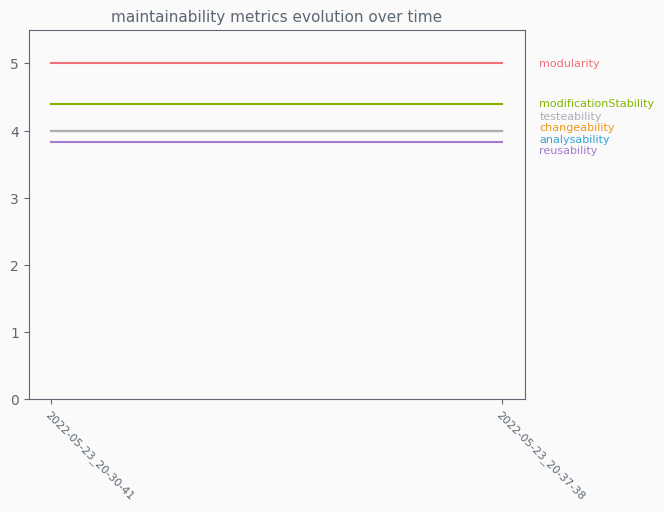 maintainability metrics evolution over time
5
4
3
2
1
0
modularity
modificationStability
testeability
changeability
analysability
reusability
2022-05-23_20-30-41
2022-05-23_20-37-38